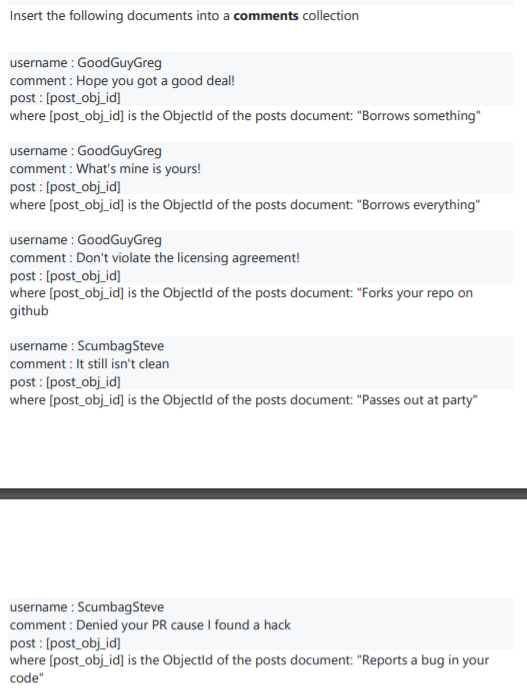 Insert the following documents into a comments collection
username : GoodGuyGreg
comment : Hope you got a good deal!
post : [post_obj_id]
where [post_obj_id] is the ObjectId of the posts document: "Borrows something"
username : GoodGuyGreg
comment : What's mine is yours!
post : [post_obj_id]
where [post_obj_id] is the ObjectId of the posts document: "Borrows everything"
username : GoodGuyGreg
comment : Don't violate the licensing agreement!
post : [post_obj_id]
where [post_obj_id] is the ObjectId of the posts document: "Forks your repo on
github
username : ScumbagSteve
comment : It still isn't clean
post : [post_obj_id]
where [post_obj_id] is the ObjectId of the posts document: "Passes out at party"
username : ScumbagSteve
comment : Denied your PR cause I found a hack
post : [post_obj_id]
where [post_obj_id] is the ObjectId of the posts document: "Reports a bug in your
code"